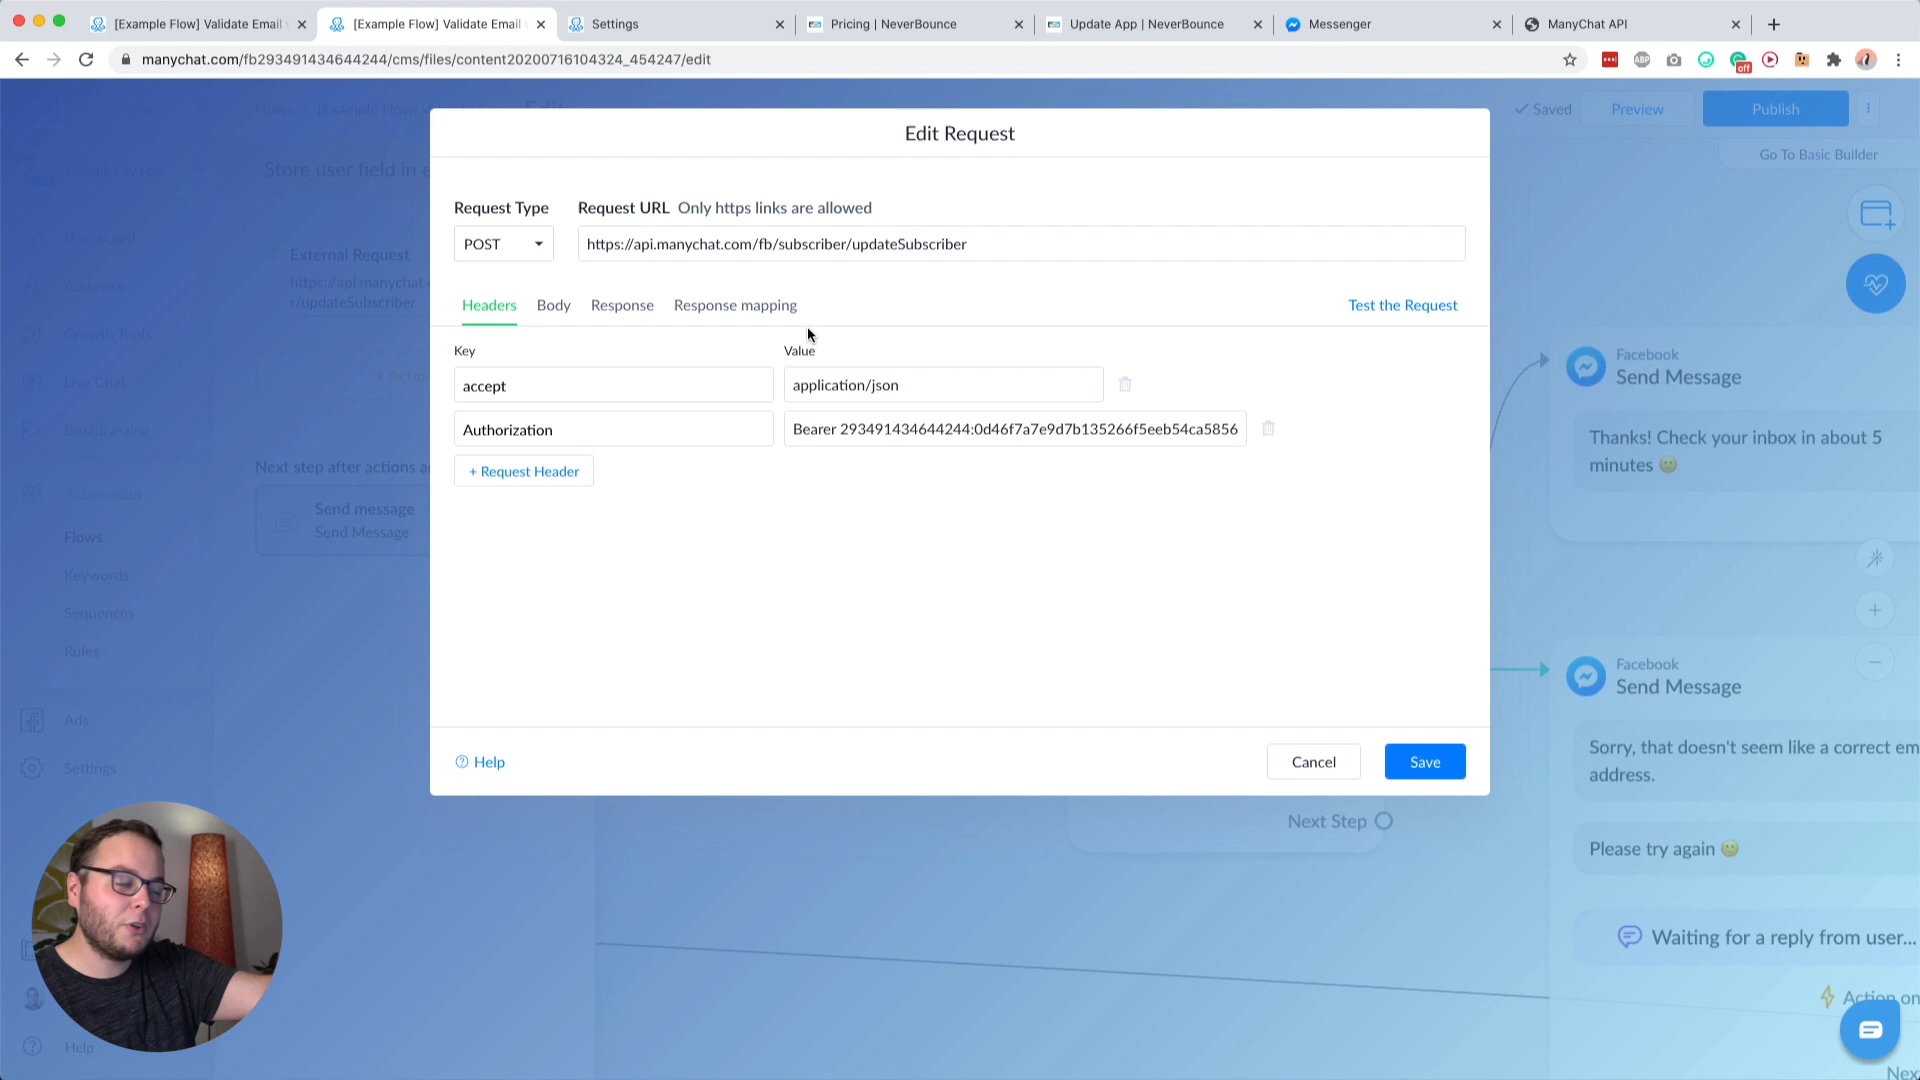 [Example Flow] Validate Email
[Example Flow] Validate Email
Settings
Pricing | NeverBounce
Update App | NeverBounce
Messenger
ManyChat API
manychat.com/fb293491434644244/cms/files/content20200716104324_454247/edit
ABP
off
Flows
[Example Flow]
Edit
Saved
Preview
Publish
Go To Basic Builder
Store user field in
Dashboard
Audience
Growth Tools
Live Chat
Broadcasting
Automation
Flows
Keywords
Sequences
Rules
Ads
Settings
Help
External Request
https://api.manychat.
r/updateSubscriber
Next step after actions
Send message
Send Message
Edit Request
Request Type
Request URL Only https links are allowed
POST
https://api.manychat.com/fb/subscriber/updateSubscriber
Headers
Body
Response
Response mapping
Test the Request
Key
Value
accept
application/json
Authorization
Bearer 293491434644244:0d46f7a7e9d7b135266f5eeb54ca5856
+ Request Header
Help
Cancel
Save
Next Step
Facebook
Send Message
Thanks! Check your inbox in about 5
minutes 🙂
Facebook
Send Message
Sorry, that doesn't seem like a correct em
address.
Please try again 🙂
Waiting for a reply from user...
Action on